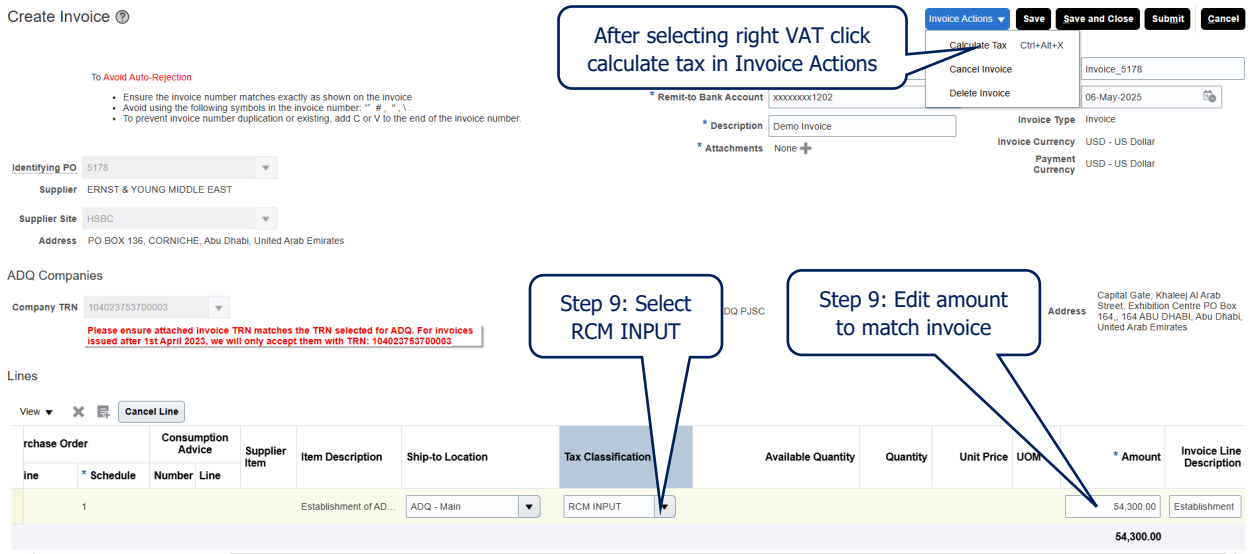 Create Invoice
Invoice Actions
Save
Save and Close
Submit
Cancel
After selecting right VAT click
calculate tax in Invoice Actions
Calculate Tax Ctrl+Alt+X
Cancel Invoice
Delete Invoice
Invoice_5178
To Avoid Auto-Rejection
• Ensure the invoice number matches exactly as shown on the invoice
• Avoid using the following symbols in the invoice number: "" # , " , \ .
• To prevent invoice number duplication or existing, add C or V to the end of the invoice number.
* Remit-to Bank Account xxxxxxxx1202
06-May-2025
* Description Demo Invoice
Invoice Type Invoice
* Attachments None
Invoice Currency USD - US Dollar
Payment
Currency USD - US Dollar
Identifying PO 5178
Supplier ERNST & YOUNG MIDDLE EAST
Supplier Site HSBC
Address PO BOX 136, CORNICHE, Abu Dhabi, United Arab Emirates
ADQ Companies
Company TRN 104023753700003
Please ensure attached invoice TRN matches the TRN selected for ADQ. For invoices
issued after 1st April 2023, we will only accept them with TRN: 104023753700003
Step 9: Select
RCM INPUT
DQ PJSC
Step 9: Edit amount
to match invoice
Address Capital Gate, Khaleej Al Arab
Street, Exhibition Centre PO Box
164,, 164 ABU DHABI, Abu Dhabi,
United Arab Emirates
Lines
View
Cancel Line
rchase Order
Consumption
Advice
Supplier
Item
Item Description
Ship-to Location
Tax Classification
Available Quantity
Quantity
Unit Price
UOM
* Amount
Invoice Line
Description
ine
* Schedule
Number Line
1
Establishment of AD...
ADQ - Main
RCM INPUT
54,300.00
Establishment
54,300.00